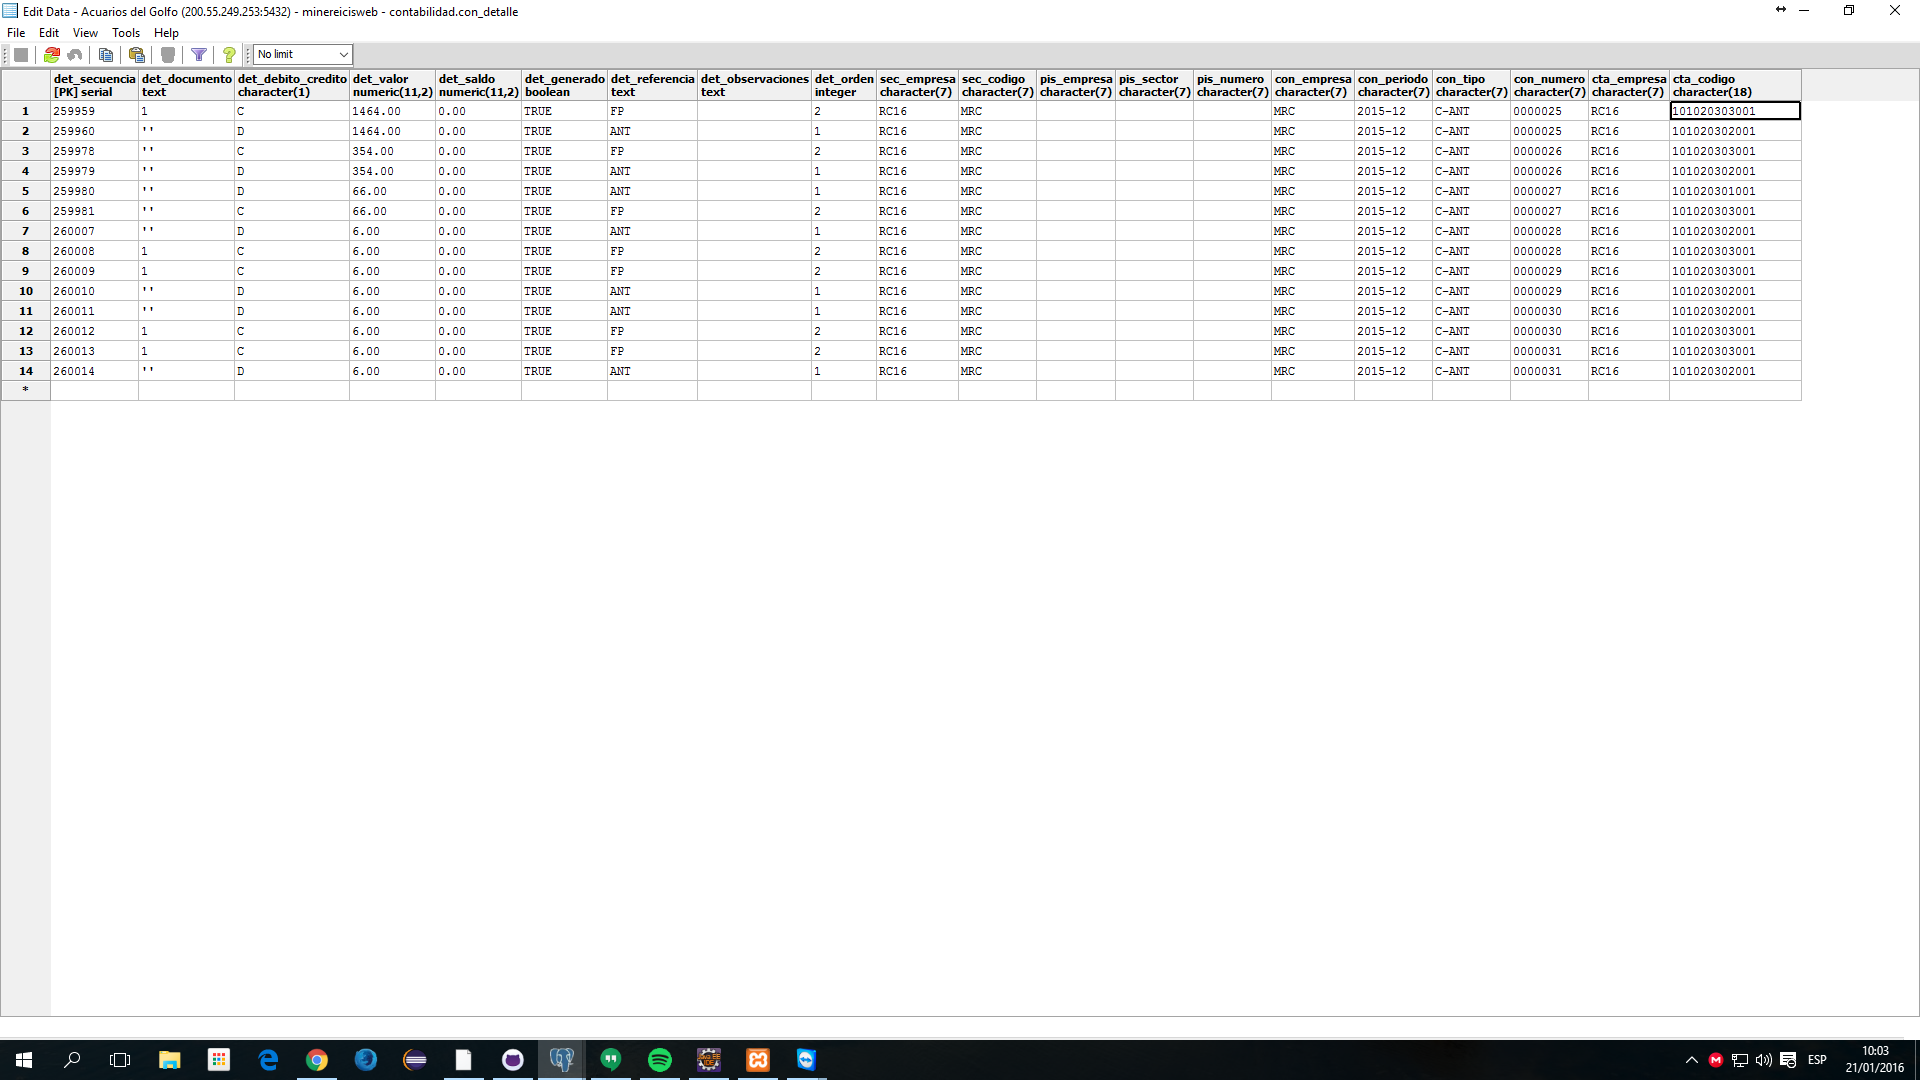 Edit Data - Acuarios del Golfo (200.55.249.253:5432) - minereicisweb - contabilidad.con_detalle
File Edit View Tools Help
No limit
det_secuencia det_documento det_debito_credito det_valor det_saldo det_generado det_referencia det_observaciones det_orden sec_empresa sec_codigo pis_empresa pis_sector pis_numero con_empresa con_periodo con_tipo con_numero cta_empresa cta_codigo
[PK] serial text character(1) numeric(11,2) numeric(11,2) boolean text text integer character(7) character(7) character(7) character(7) character(7) character(7) character(7) character(7) character(7) character(7) character(18)
1 259959 1 C 1464.00 0.00 TRUE FP 2 RC16 MRC MRC 2015-12 C-ANT 0000025 RC16 101020303001
2 259960 '' D 1464.00 0.00 TRUE ANT 1 RC16 MRC MRC 2015-12 C-ANT 0000025 RC16 101020302001
3 259978 '' C 354.00 0.00 TRUE FP 2 RC16 MRC MRC 2015-12 C-ANT 0000026 RC16 101020303001
4 259979 '' D 354.00 0.00 TRUE ANT 1 RC16 MRC MRC 2015-12 C-ANT 0000026 RC16 101020302001
5 259980 '' D 66.00 0.00 TRUE ANT 1 RC16 MRC MRC 2015-12 C-ANT 0000027 RC16 101020301001
6 259981 '' C 66.00 0.00 TRUE FP 2 RC16 MRC MRC 2015-12 C-ANT 0000027 RC16 101020303001
7 260007 '' D 6.00 0.00 TRUE ANT 1 RC16 MRC MRC 2015-12 C-ANT 0000028 RC16 101020302001
8 260008 1 C 6.00 0.00 TRUE FP 2 RC16 MRC MRC 2015-12 C-ANT 0000028 RC16 101020303001
9 260009 1 C 6.00 0.00 TRUE FP 2 RC16 MRC MRC 2015-12 C-ANT 0000029 RC16 101020303001
10 260010 '' D 6.00 0.00 TRUE ANT 1 RC16 MRC MRC 2015-12 C-ANT 0000029 RC16 101020302001
11 260011 '' D 6.00 0.00 TRUE ANT 1 RC16 MRC MRC 2015-12 C-ANT 0000030 RC16 101020302001
12 260012 1 C 6.00 0.00 TRUE FP 2 RC16 MRC MRC 2015-12 C-ANT 0000030 RC16 101020303001
13 260013 1 C 6.00 0.00 TRUE FP 2 RC16 MRC MRC 2015-12 C-ANT 0000031 RC16 101020303001
14 260014 '' D 6.00 0.00 TRUE ANT 1 RC16 MRC MRC 2015-12 C-ANT 0000031 RC16 101020302001
*
ESP
10:03
21/01/2016